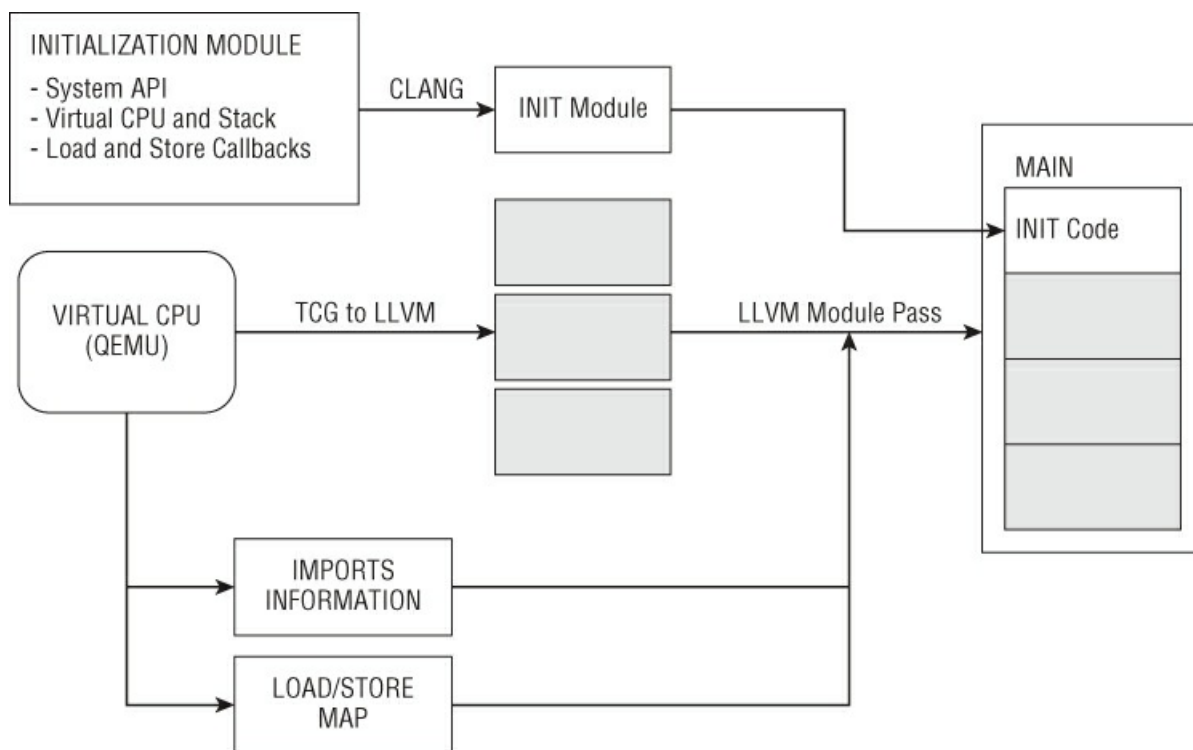 INITIALIZATION MODULE
- System API
- Virtual CPU and Stack
- Load and Store Callbacks
CLANG
INIT Module
MAIN
INIT Code
VIRTUAL CPU
(QEMU)
TCG to LLVM
LLVM Module Pass
IMPORTS
INFORMATION
LOAD/STORE
MAP